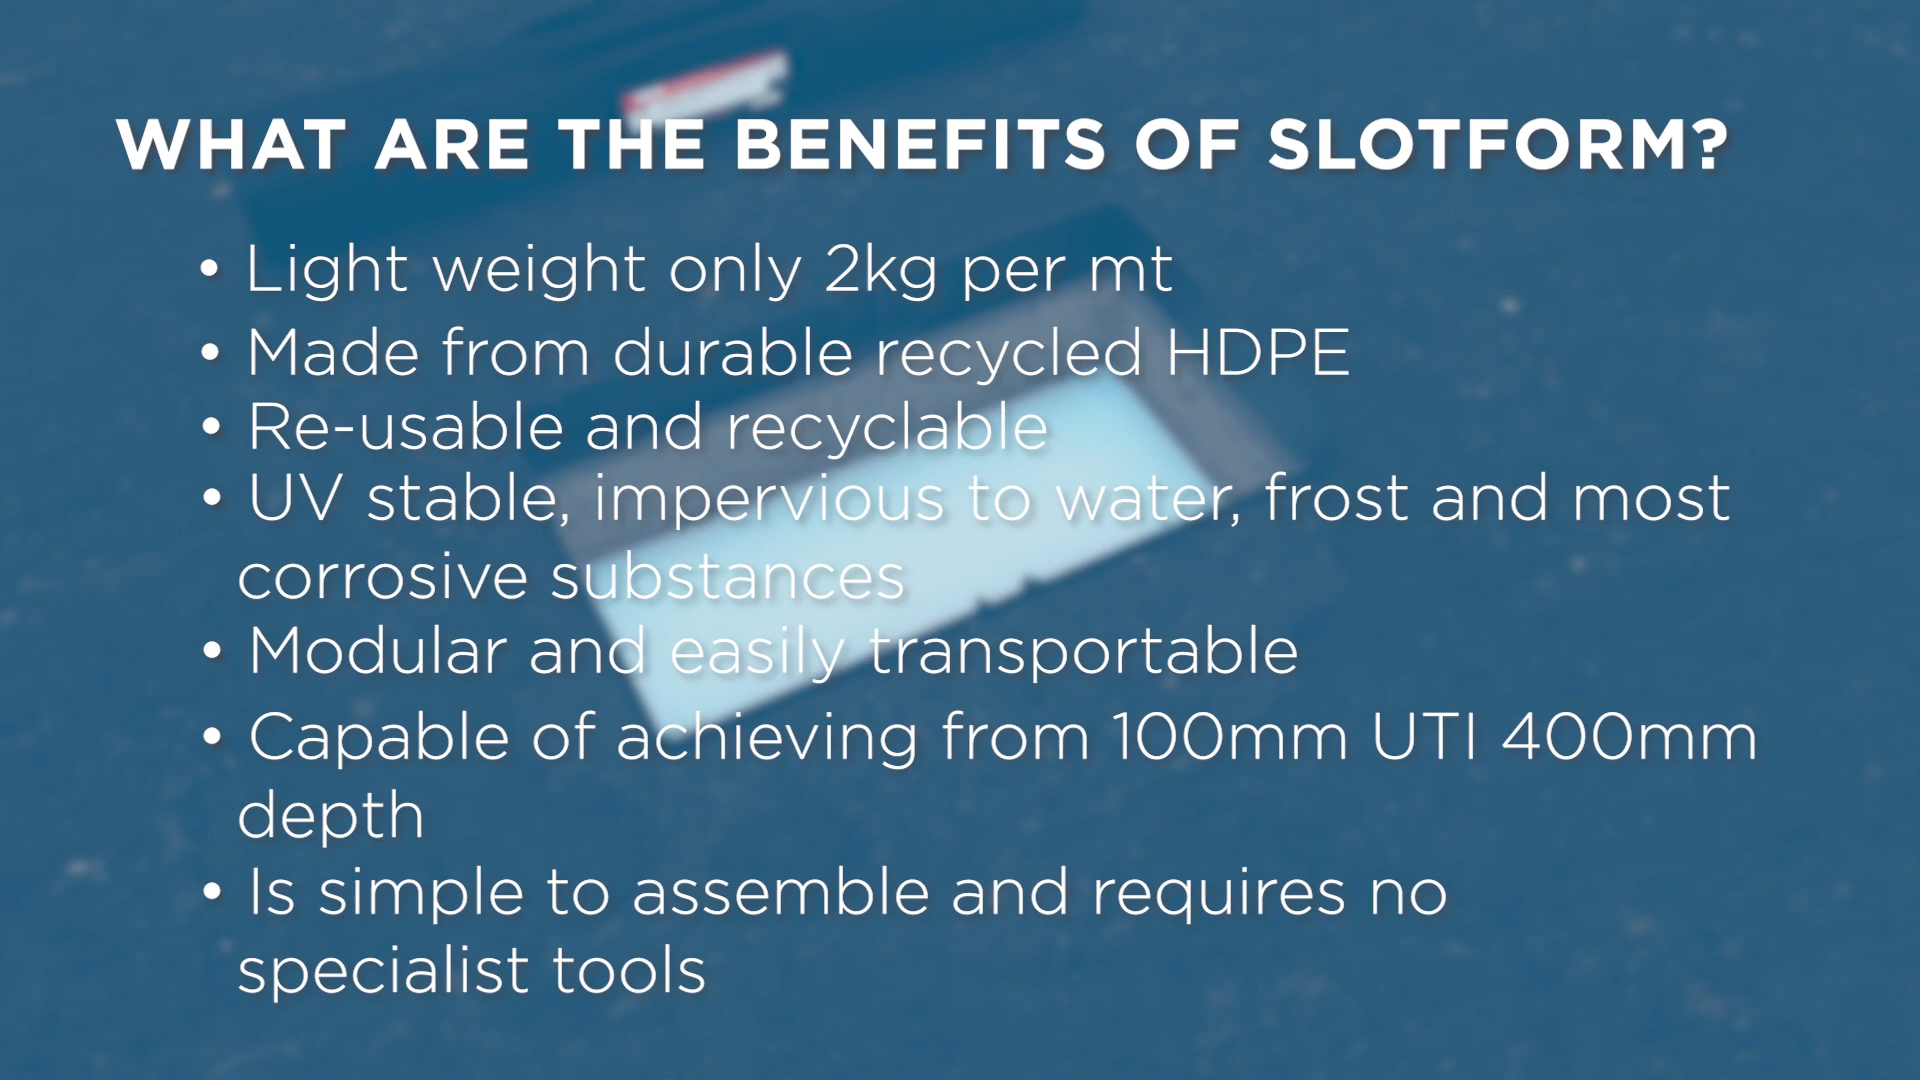 WHAT ARE THE BENEFITS OF SLOTFORM?
• Light weight only 2kg per mt
• Made from durable recycled HDPE
• Re-usable and recyclable
• UV stable, impervious to water, frost and most
corrosive substances
• Modular and easily transportable
• Capable of achieving from 100mm UTI 400mm
depth
• Is simple to assemble and requires no
specialist tools